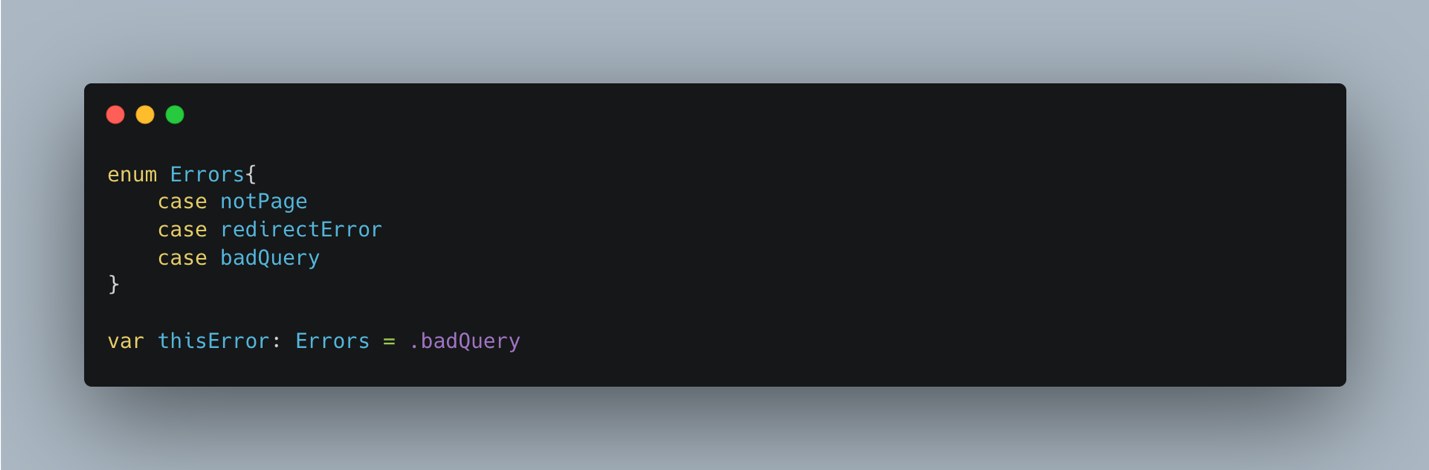 enum Errors{
    case notPage
    case redirectError
    case badQuery
}
var thisError: Errors = .badQuery